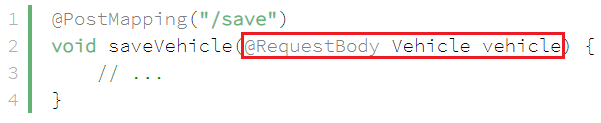 1 @PostMapping("/save")
2 void saveVehicle(@RequestBody Vehicle vehicle) {
3     // ...
4 }